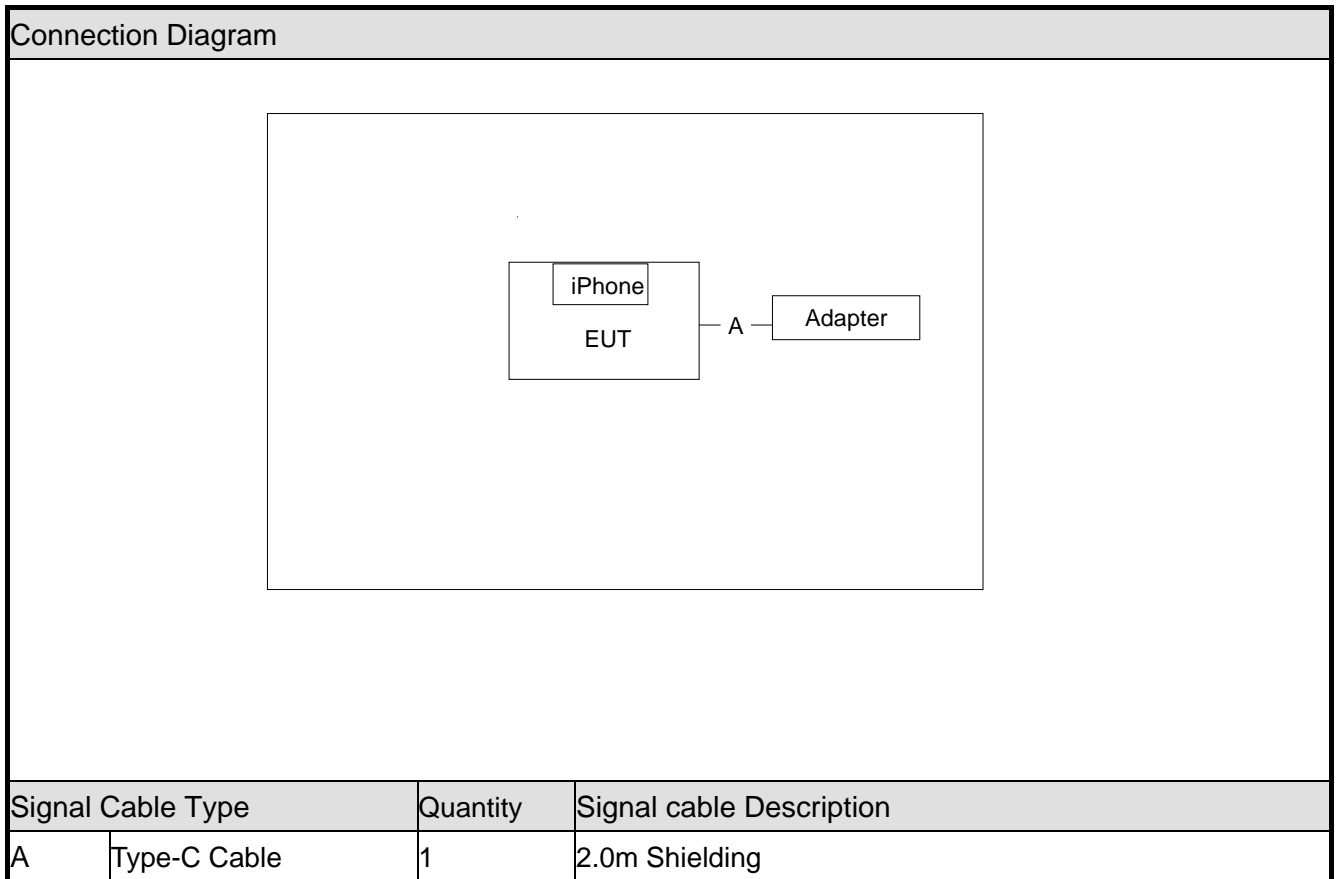 Connection Diagram
iPhone
EUT
A
Adapter
Signal Cable Type Quantity Signal cable Description
A Type-C Cable 1 2.0m Shielding